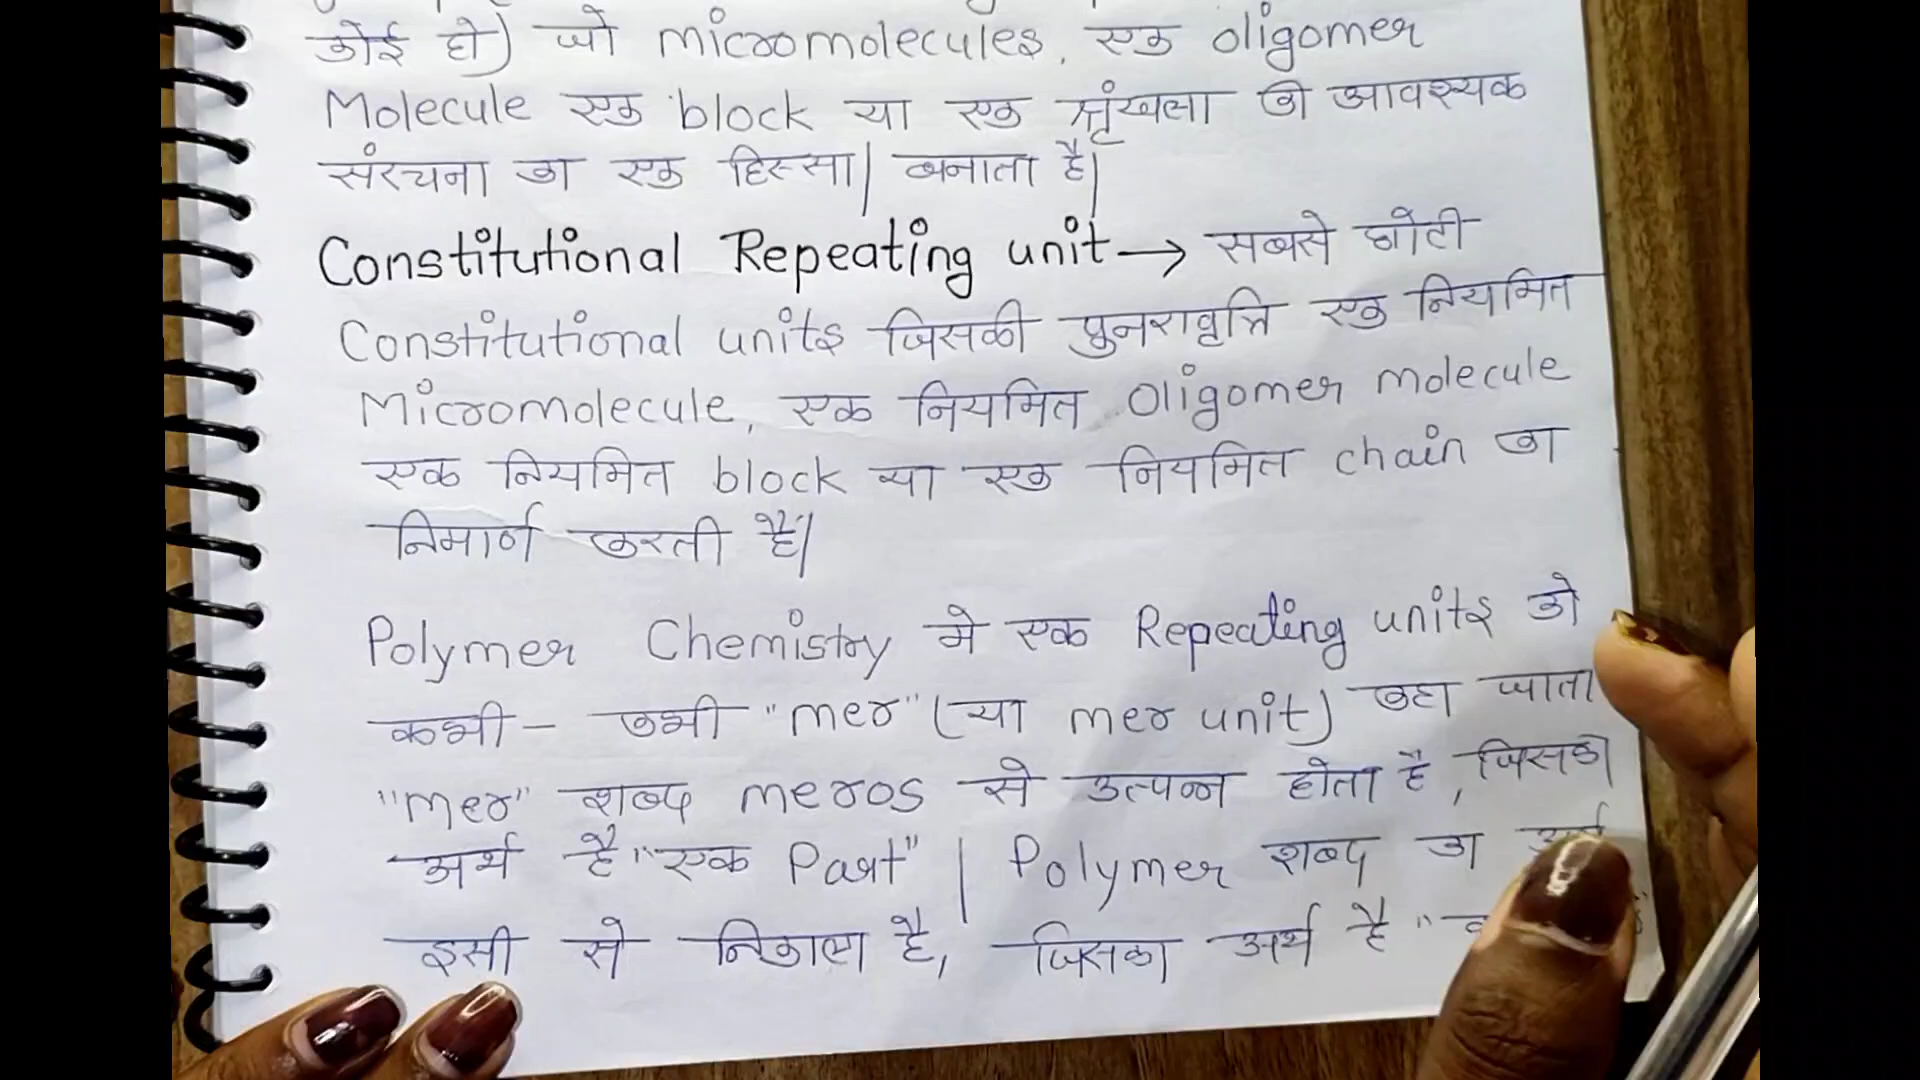 कोई हो) जो micromolecules, एक oligomer
Molecule एक block या एक श्रृंखला की आवश्यक
संरचना का एक हिस्सा| बनाता है|
Constitutional Repeating unit → सबसे छोटी
Constitutional units जिसकी पुनरावृत्ति एक नियमित
Micromolecule, एक नियमित Oligomer molecule
एक नियमित block या एक नियमित chain का
निमार्ण करती है|
Polymer Chemistry मे एक Repeating units को
कभी - कभी "mer" (या mer unit) कहा जाता
"mer" शब्द meros से उत्पन्न होता है, जिसका
अर्थ है "एक Part" | Polymer शब्द का अर्थ
इसी से निकाला है, जिसका अर्थ है "